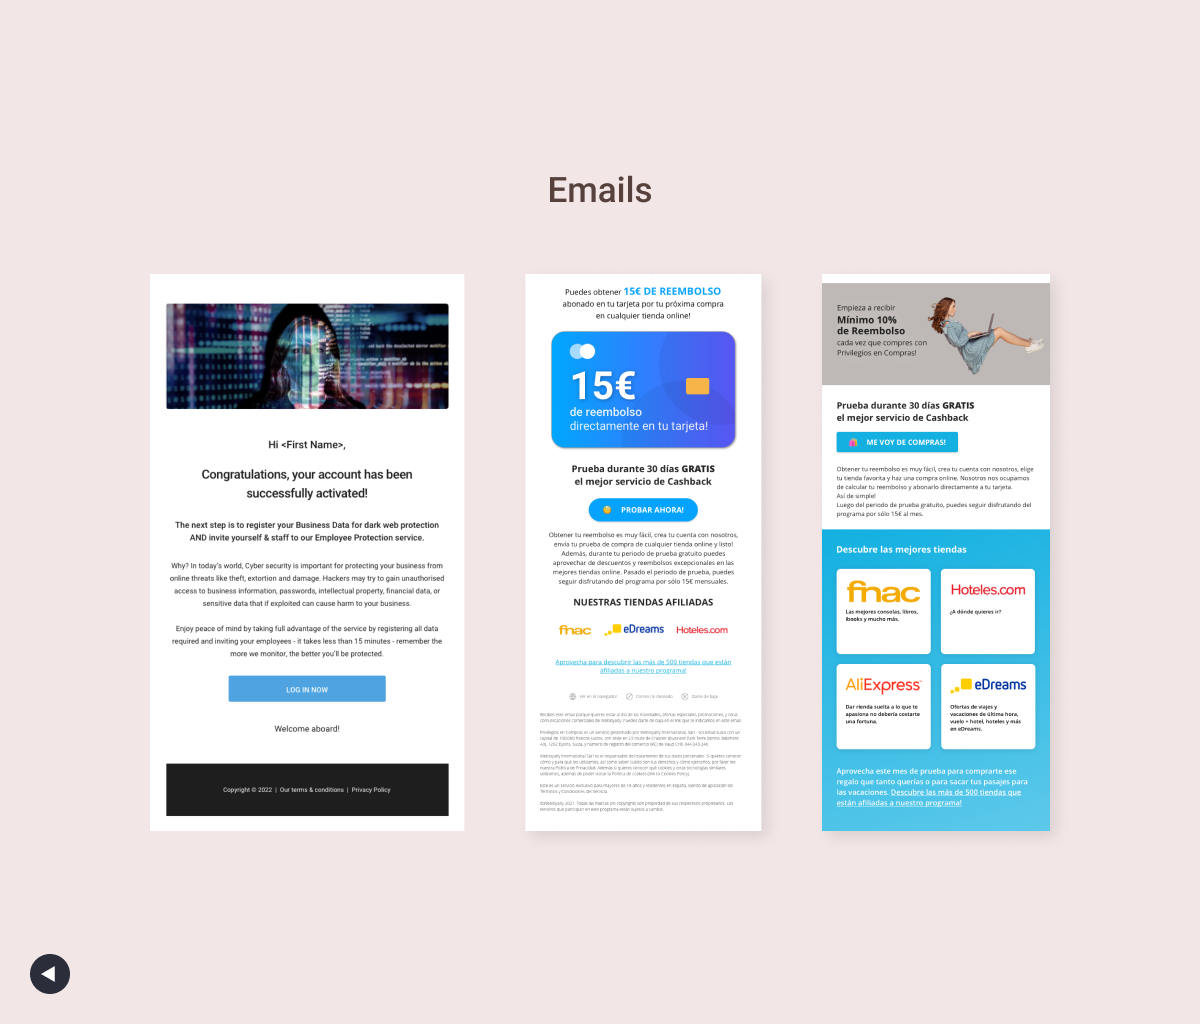 Emails
Hi <First Name>,
Congratulations, your account has been
successfully activated!
The next step is to register your Business Data for dark web protection
AND invite yourself & staff to our Employee Protection service.
Why? In today's world, Cyber security is important for protecting your business from
online threats like theft, extortion and damage. Hackers may try to gain unauthorised
access to business information, passwords, intellectual property, financial data, or
sensitive data that if exploited can cause harm to your business.
Enjoy peace of mind by taking full advantage of the service by registering all data
required and inviting your employees - it takes less than 15 minutes - remember the
more we monitor, the better you'll be protected.
LOG IN NOW
Welcome aboard!
Copyright © 2022 | Our terms & conditions | Privacy Policy
Puedes obtener 15€ DE REEMBOLSO
abonado en tu tarjeta por tu próxima compra
en cualquier tienda online!
15€
de reembolso
directamente en tu tarjeta!
Prueba durante 30 días GRATIS
el mejor servicio de Cashback
PROBAR AHORA!
Obtener tu reembolso es muy fácil, crea tu cuenta con nosotros,
envía tu prueba de compra de cualquier tienda online y listo!
Además, durante tu periodo de prueba gratuito puedes
aprovechar de descuentos y reembolsos excepcionales en las
mejores tiendas online. Pasado el periodo de prueba, puedes
seguir disfrutando del programa por sólo 15€ mensuales.
NUESTRAS TIENDAS AFILIADAS
fnac eDreams Hoteles.com
Aprovecha para descubrir las más de 500 tiendas que están
afiliadas a nuestro programa!
Ver en el navegador Correo no deseado Darse de baja
Empieza a recibir
Mínimo 10%
de Reembolso
cada vez que compres con
Privilegios en Compras!
Prueba durante 30 días GRATIS
el mejor servicio de Cashback
ME VOY DE COMPRAS!
Obtener tu reembolso es muy fácil, crea tu cuenta con nosotros, elige
tu tienda favorita y haz una compra online. Nosotros nos ocupamos
de calcular tu reembolso y abonarlo directamente a tu tarjeta.
Así de simple!
Luego del periodo de prueba gratuito, puedes seguir disfrutando del
programa por sólo 15€ al mes.
Descubre las mejores tiendas
fnac
Las mejores consolas, libros,
ibooks y mucho más.
Hoteles.com
¿A dónde quieres ir?
AliExpress
Dar rienda suelta a lo que te
apasiona no debería costarte
una fortuna.
eDreams
Ofertas de viajes y
vacaciones de última hora,
vuelo + hotel, hoteles y más
en eDreams.
Aprovecha este mes de prueba para comprarte ese
regalo que tanto querías o para sacar tus pasajes para
las vacaciones. Descubre las más de 500 tiendas que
están afiliadas a nuestro programa!